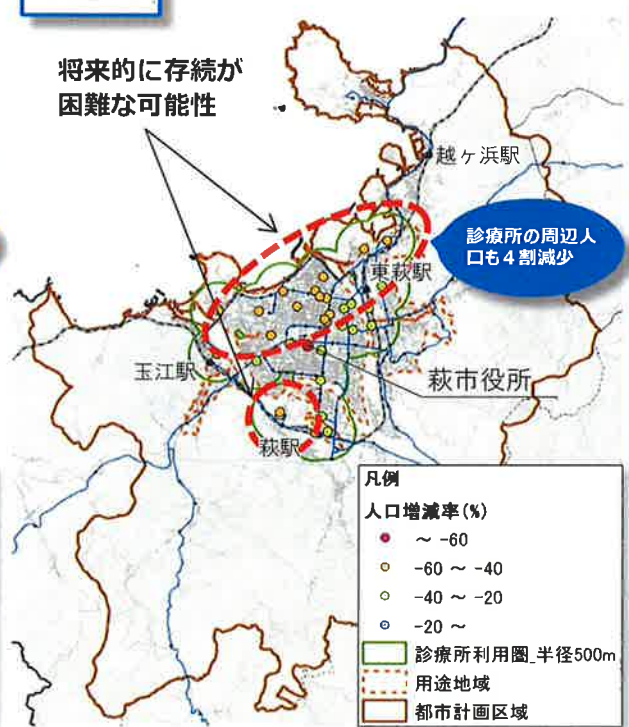 将来的に存続が
困難な可能性
越ヶ浜駅
診療所の周辺人
口も４割減少
東萩駅
玉江駅
萩市役所
萩駅
凡例
人口増減率(%)
～ -60
-60 ～ -40
-40 ～ -20
-20 ～
診療所利用圏_半径500m
用途地域
都市計画区域